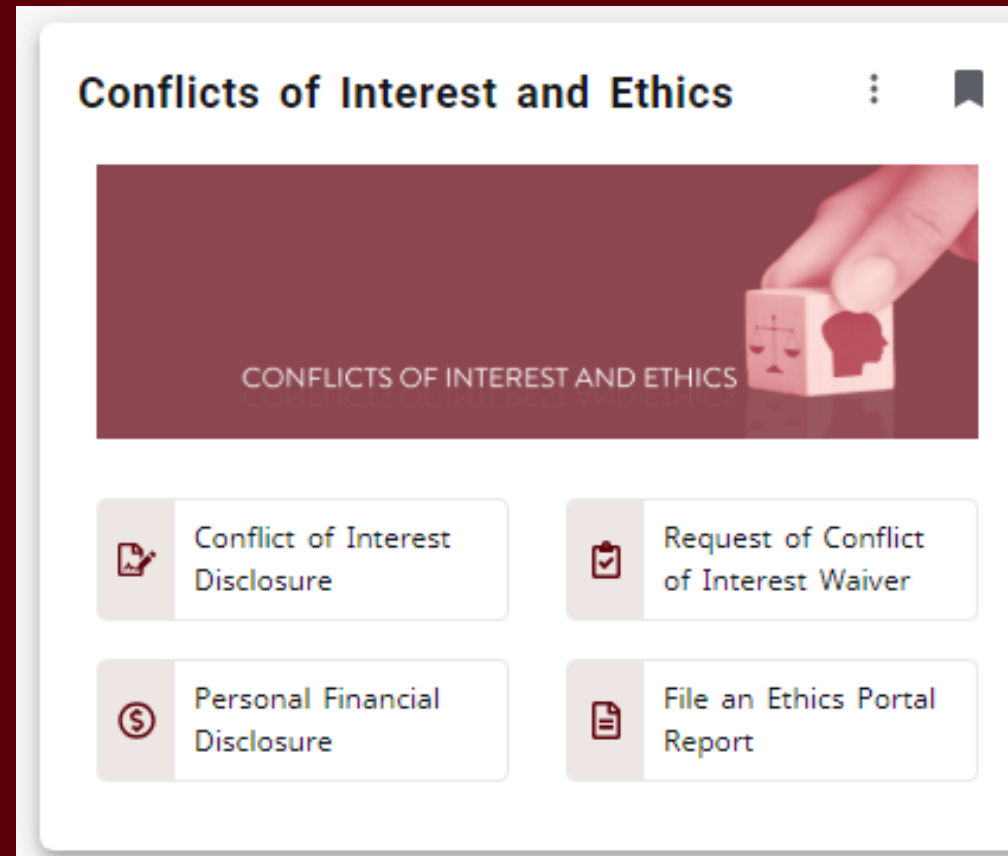 Conflicts of Interest and Ethics
CONFLICTS OF INTEREST AND ETHICS
Conflict of Interest
Disclosure
Request of Conflict
of Interest Waiver
Personal Financial
Disclosure
File an Ethics Portal
Report